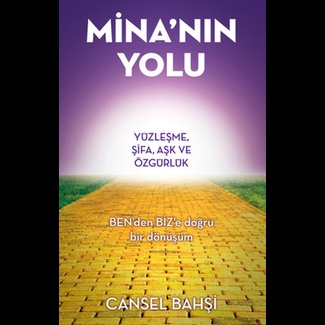 MİNA'NIN
YOLU
YÜZLEŞME,
ŞİFA, AŞK VE
ÖZGÜRLÜK
BEN'den BİZ'e doğru
bir dönüşüm
CANSEL BAHŞİ